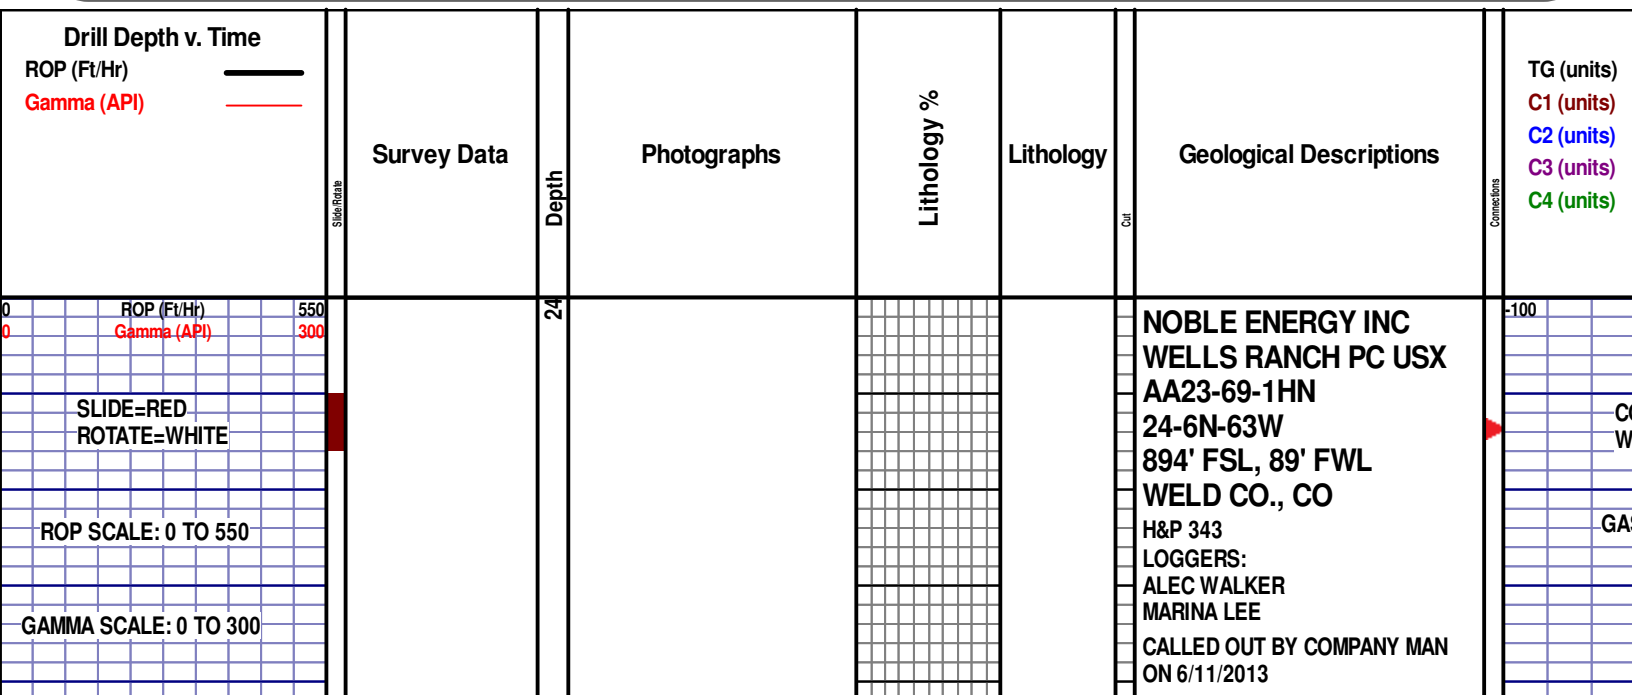 Drill Depth v. Time
ROP (Ft/Hr)
Gamma (API)
Slide/Rotate
Survey Data
Depth
Photographs
Lithology %
Lithology
Cut
Geological Descriptions
Connections
TG (units)
C1 (units)
C2 (units)
C3 (units)
C4 (units)
0 ROP (Ft/Hr) 550
0 Gamma (API) 300
SLIDE=RED
ROTATE=WHITE
ROP SCALE: 0 TO 550
GAMMA SCALE: 0 TO 300
24
NOBLE ENERGY INC
WELLS RANCH PC USX
AA23-69-1HN
24-6N-63W
894' FSL, 89' FWL
WELD CO., CO
H&P 343
LOGGERS:
ALEC WALKER
MARINA LEE
CALLED OUT BY COMPANY MAN
ON 6/11/2013
-100